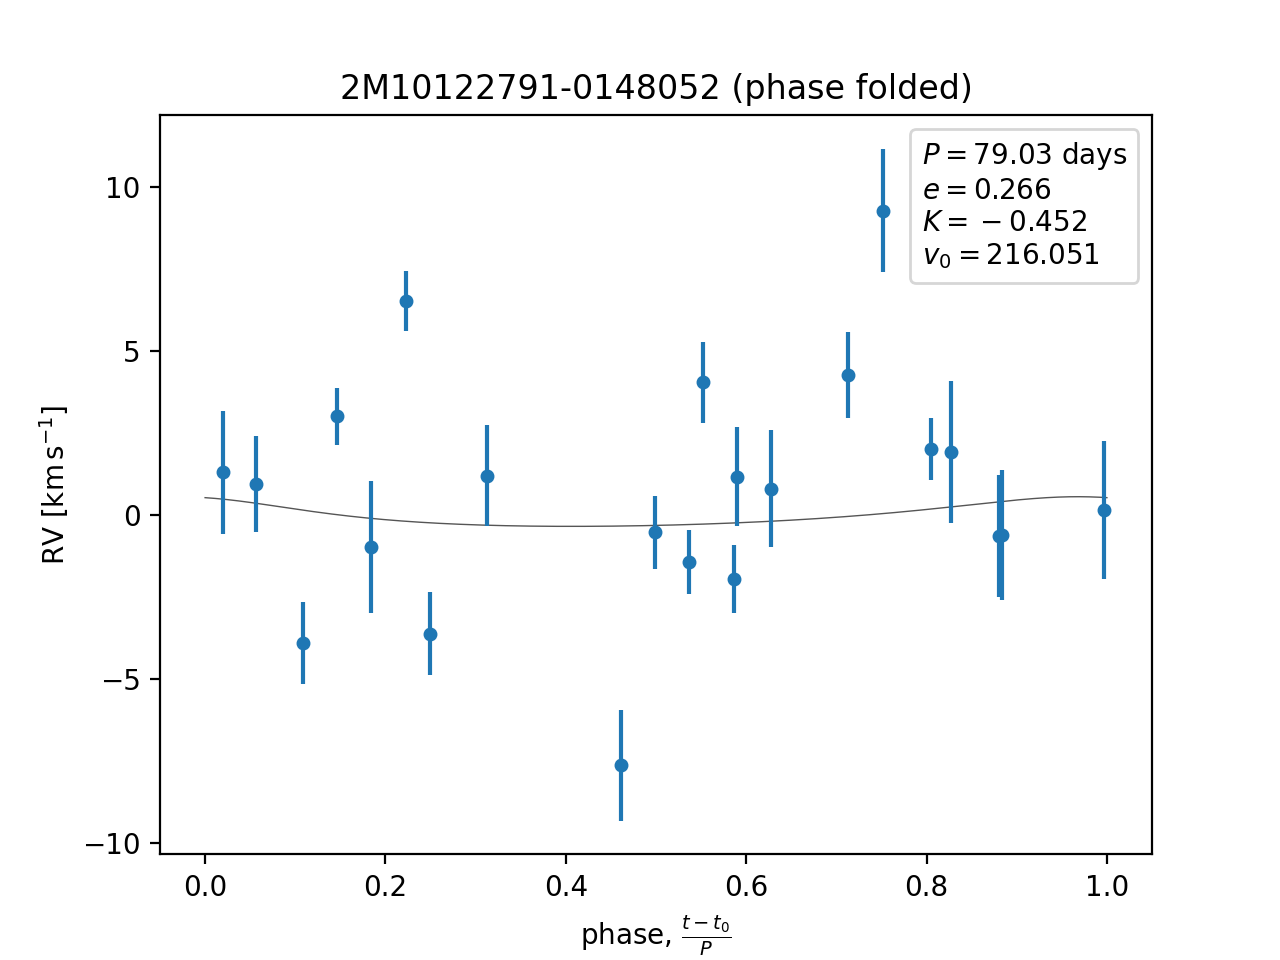 2M10122791-0148052 (phase folded)
P = 79.03 days
e = 0.266
K = −0.452
v₀ = 216.051
RV [km s⁻¹]
10
5
0
−5
−10
0.0 0.2 0.4 0.6 0.8 1.0
phase, (t − t₀)/P